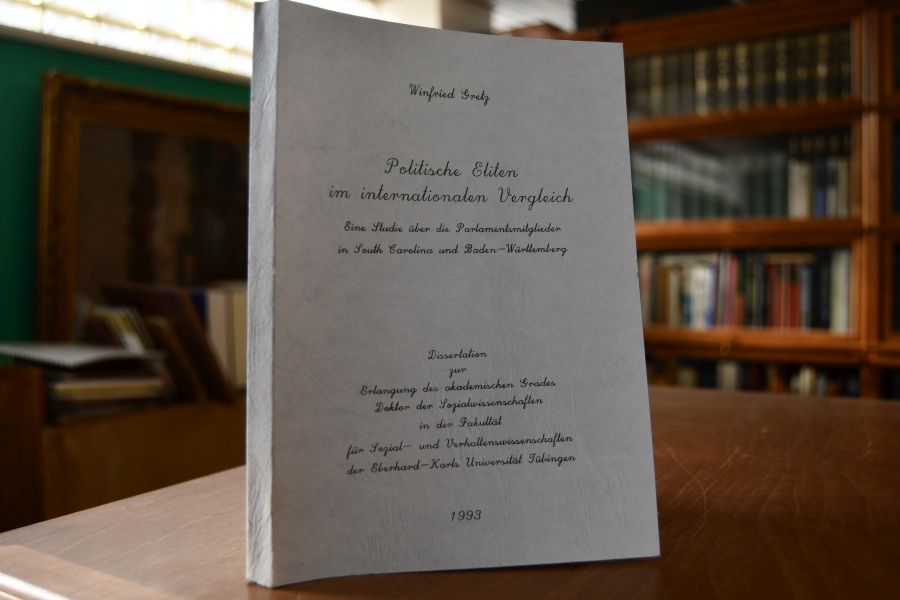 Winfried Gretz
Politische Eliten
im internationalen Vergleich
Eine Studie über die Parlamentsmitglieder
in South Carolina und Baden-Württemberg
Dissertation
zur
Erlangung des akademischen Grades
Doktor der Sozialwissenschaften
in der Fakultät
für Sozial- und Verhaltenswissenschaften
der Eberhard-Karls Universität Tübingen
1993